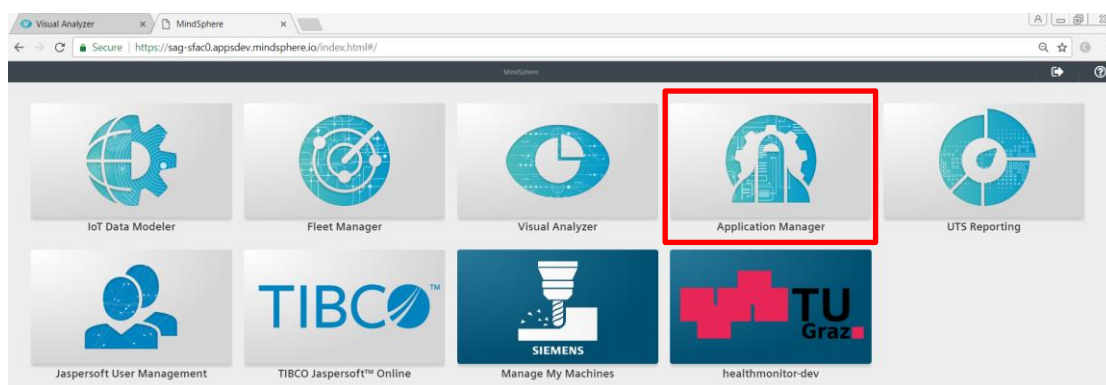 Visual Analyzer
MindSphere
Secure | https://sag-sfac0.appsdev.mindsphere.io/index.html#/
MindSphere
IoT Data Modeler
Fleet Manager
Visual Analyzer
Application Manager
UTS Reporting
TIBCO™
SIEMENS
TU
Graz
Jaspersoft User Management
TIBCO Jaspersoft™ Online
Manage My Machines
healthmonitor-dev